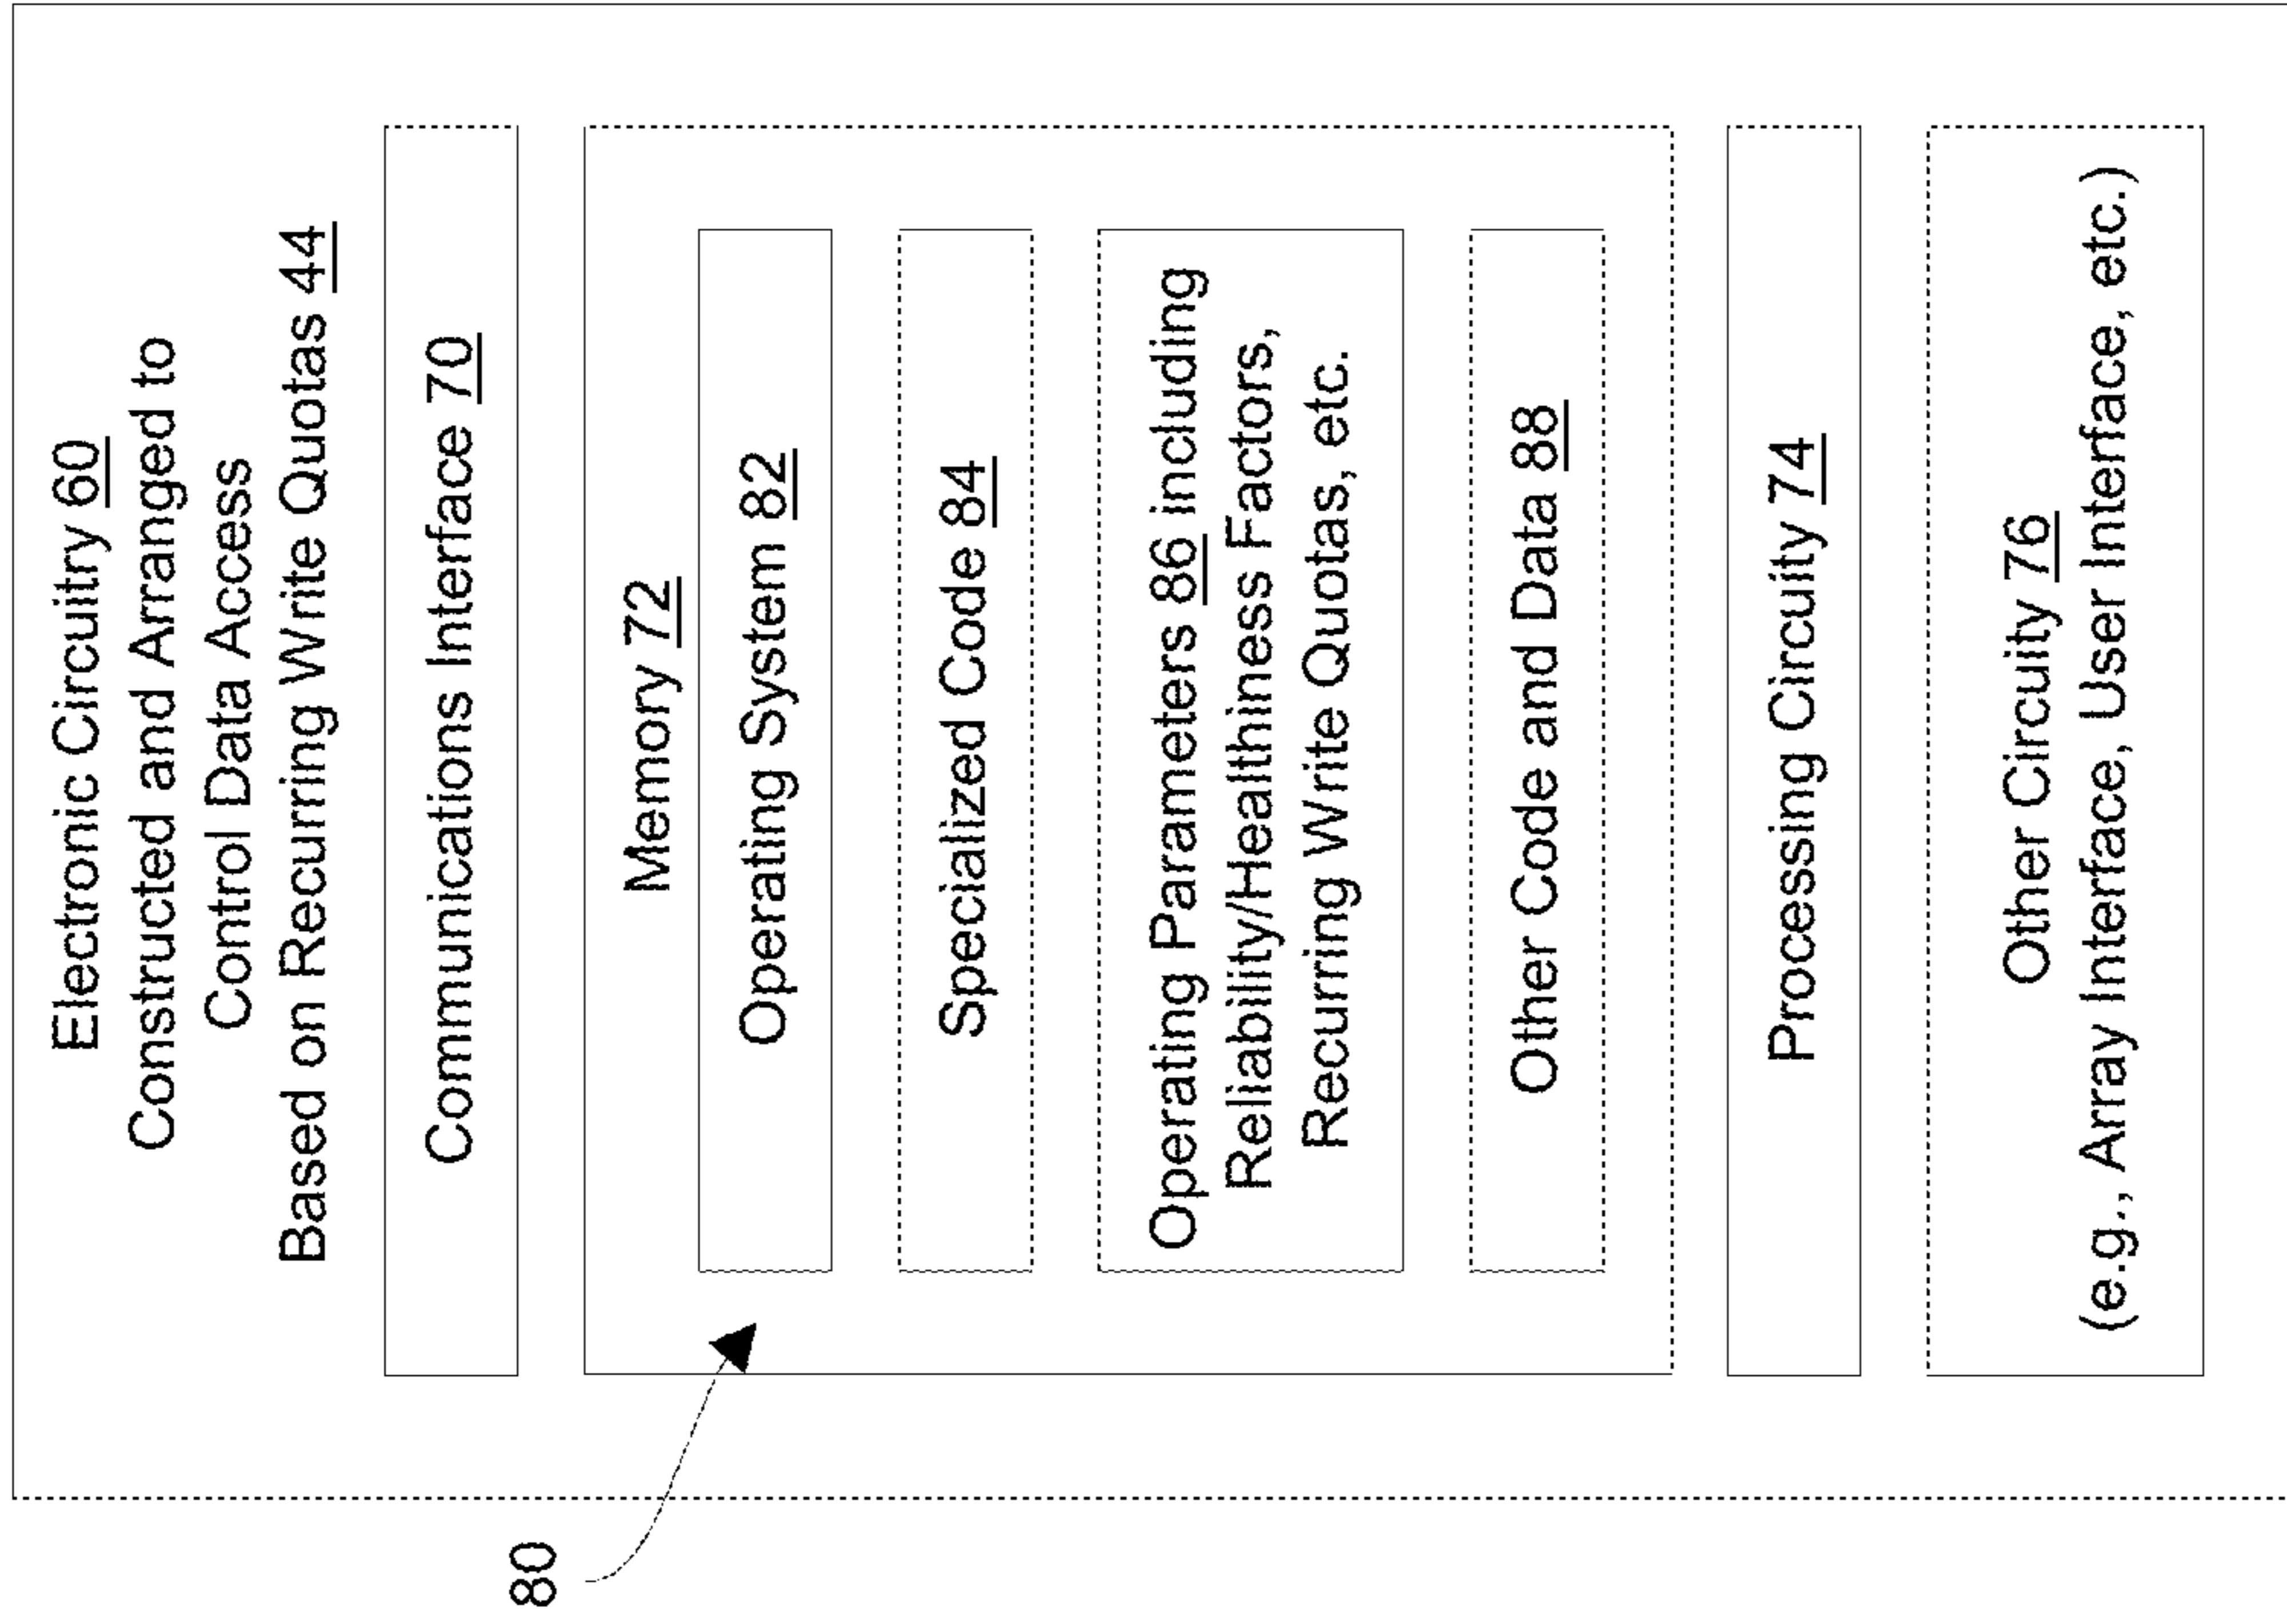 Electronic Circuitry 60
Constructed and Arranged to
Control Data Access
Based on Recurring Write Quotas 44
Communications Interface 70
Memory 72
Operating System 82
Specialized Code 84
Operating Parameters 86 including
Reliability/Healthiness Factors,
Recurring Write Quotas, etc.
Other Code and Data 88
Processing Circuity 74
Other Circuity 76
(e.g., Array Interface, User Interface, etc.)
80